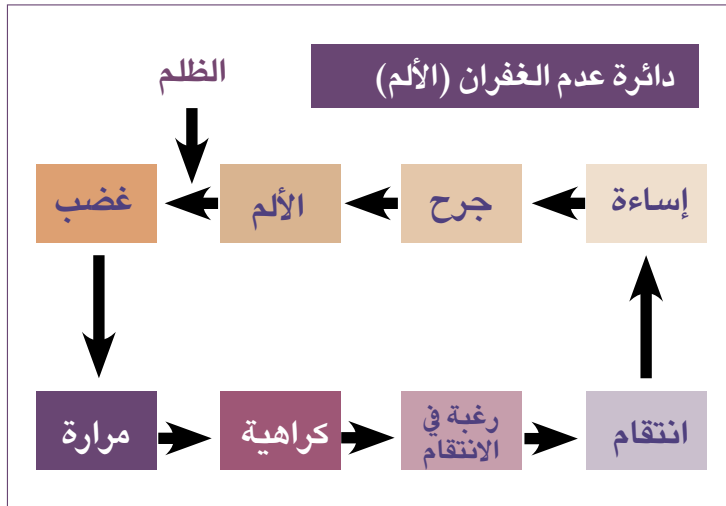 دائرة عدم الغفران (الألم)
الظلم
إساءة
جرح
الألم
غضب
مرارة
كراهية
رغبة في
الانتقام
انتقام